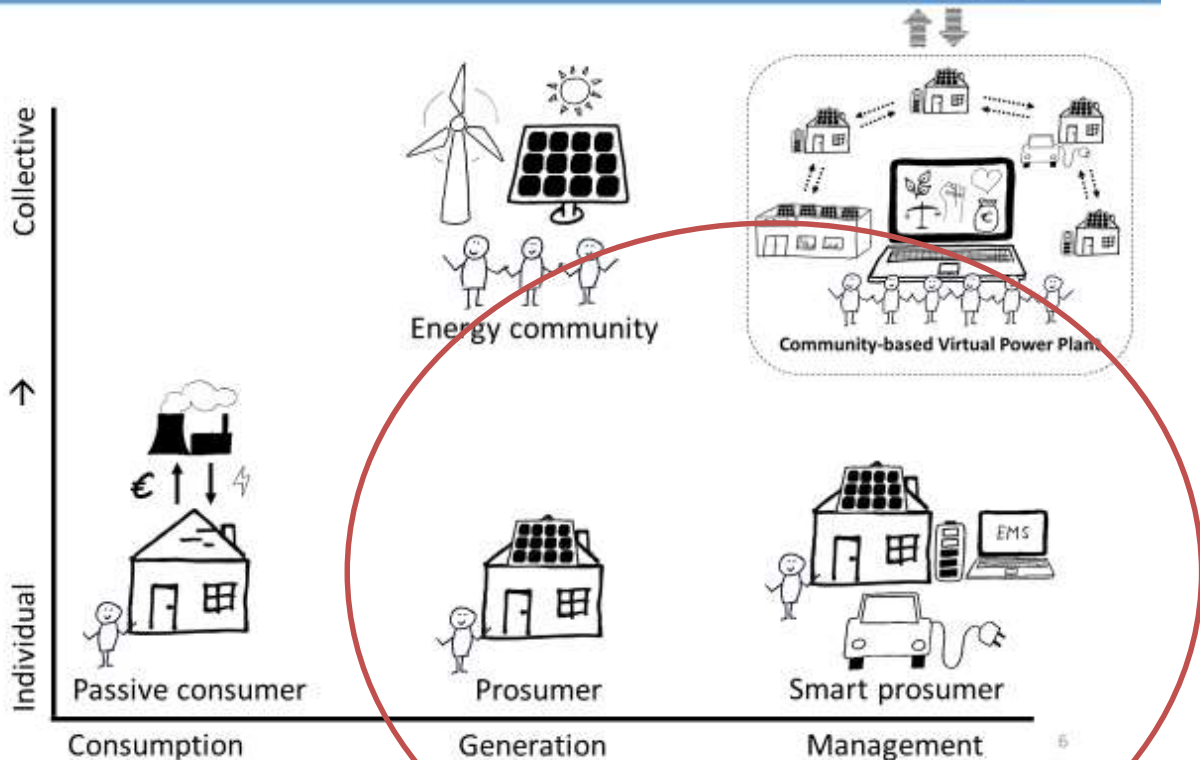 Collective
↑
Individual
Energy community
Community-based Virtual Power Plant
€
€
Passive consumer
Prosumer
EMS
Smart prosumer
Consumption
Generation
Management
6